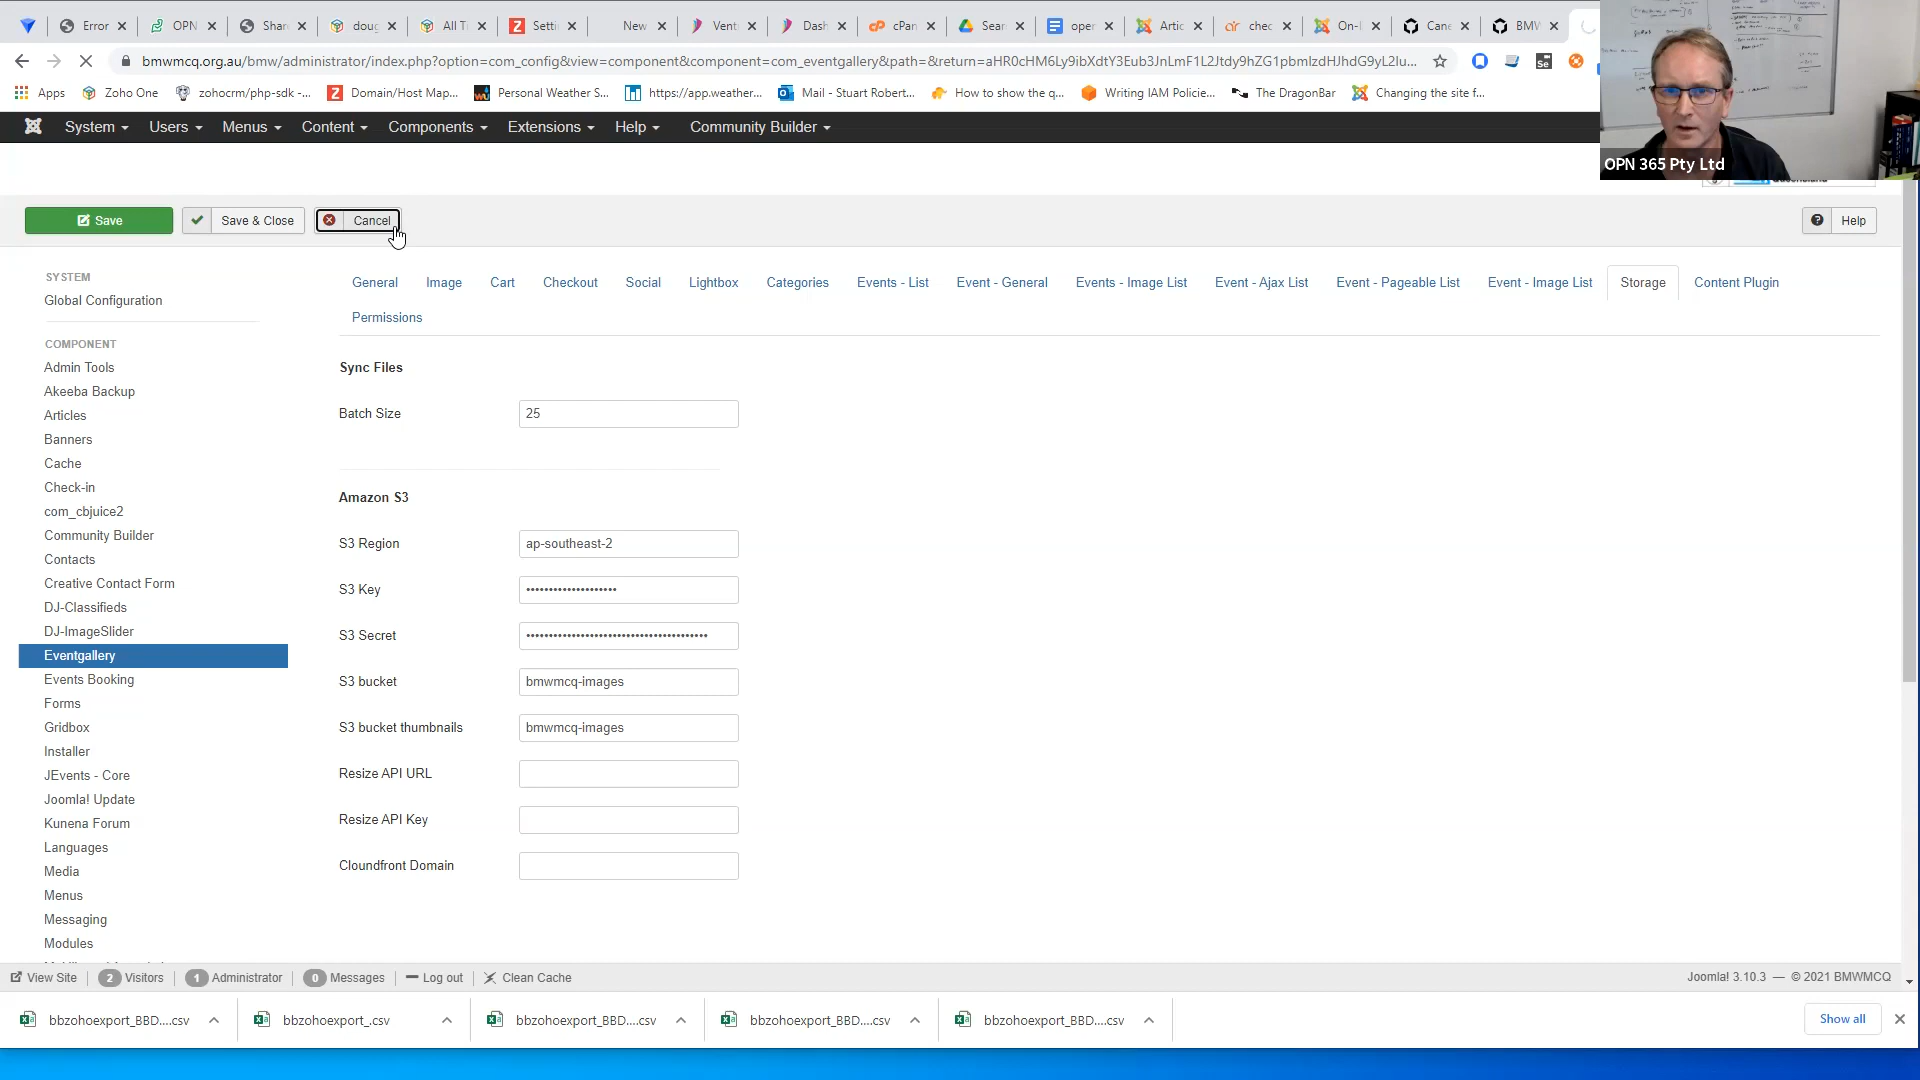 Error
OPN
Shar
doug
All T
Setti
New
Vent
Dash
cPan
Sear
oper
Artic
chec
On-l
Cane
BMW
bmwmcq.org.au/bmw/administrator/index.php?option=com_config&view=component&component=com_eventgallery&path=&return=aHR0cHM6Ly9ibXdtY3Eub3JnLmF1L2Jtdy9hZG1pbmlzdHJhdG9yL2lu...
Apps
Zoho One
zohocrm/php-sdk -...
Domain/Host Map...
Personal Weather S...
https://app.weather...
Mail - Stuart Robert...
How to show the q...
Writing IAM Policie...
The DragonBar
Changing the site f...
System
Users
Menus
Content
Components
Extensions
Help
Community Builder
OPN 365 Pty Ltd
Save
Save & Close
Cancel
Help
SYSTEM
Global Configuration
COMPONENT
Admin Tools
Akeeba Backup
Articles
Banners
Cache
Check-in
com_cbjuice2
Community Builder
Contacts
Creative Contact Form
DJ-Classifieds
DJ-ImageSlider
Eventgallery
Events Booking
Forms
Gridbox
Installer
JEvents - Core
Joomla! Update
Kunena Forum
Languages
Media
Menus
Messaging
Modules
General
Image
Cart
Checkout
Social
Lightbox
Categories
Events - List
Event - General
Events - Image List
Event - Ajax List
Event - Pageable List
Event - Image List
Storage
Content Plugin
Permissions
Sync Files
Batch Size
25
Amazon S3
S3 Region
ap-southeast-2
S3 Key
S3 Secret
S3 bucket
bmwmcq-images
S3 bucket thumbnails
bmwmcq-images
Resize API URL
Resize API Key
Cloundfront Domain
View Site
2 Visitors
1 Administrator
0 Messages
Log out
Clean Cache
Joomla! 3.10.3 — © 2021 BMWMCQ
bbzohoexport_BBD....csv
bbzohoexport_.csv
bbzohoexport_BBD....csv
bbzohoexport_BBD....csv
bbzohoexport_BBD....csv
Show all